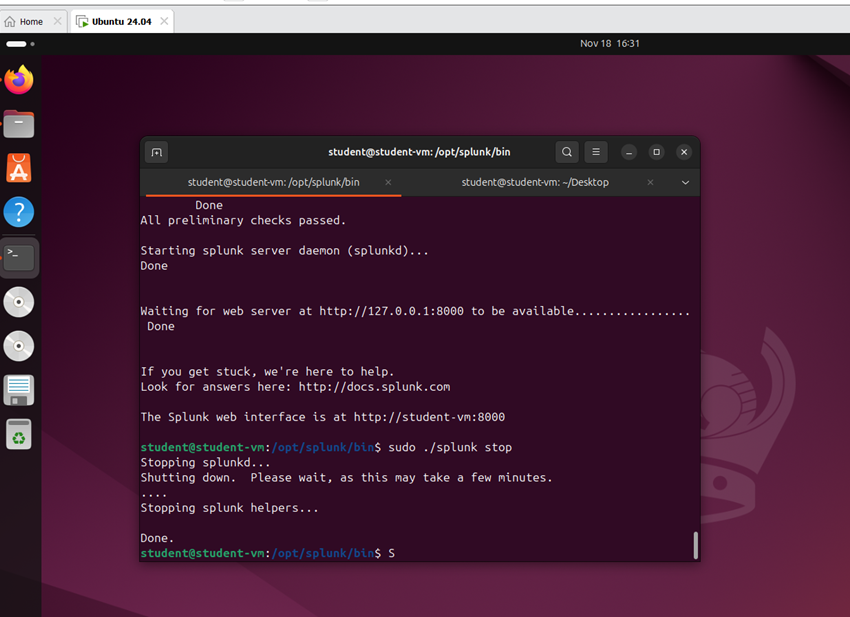 Home
Ubuntu 24.04
Nov 18 16:31
student@student-vm: /opt/splunk/bin
student@student-vm: /opt/splunk/bin
student@student-vm: ~/Desktop
Done
All preliminary checks passed.
Starting splunk server daemon (splunkd)...
Done
Waiting for web server at http://127.0.0.1:8000 to be available.................
Done
If you get stuck, we're here to help.
Look for answers here: http://docs.splunk.com
The Splunk web interface is at http://student-vm:8000
student@student-vm:/opt/splunk/bin$ sudo ./splunk stop
Stopping splunkd...
Shutting down.  Please wait, as this may take a few minutes.
....
Stopping splunk helpers...
Done.
student@student-vm:/opt/splunk/bin$ S